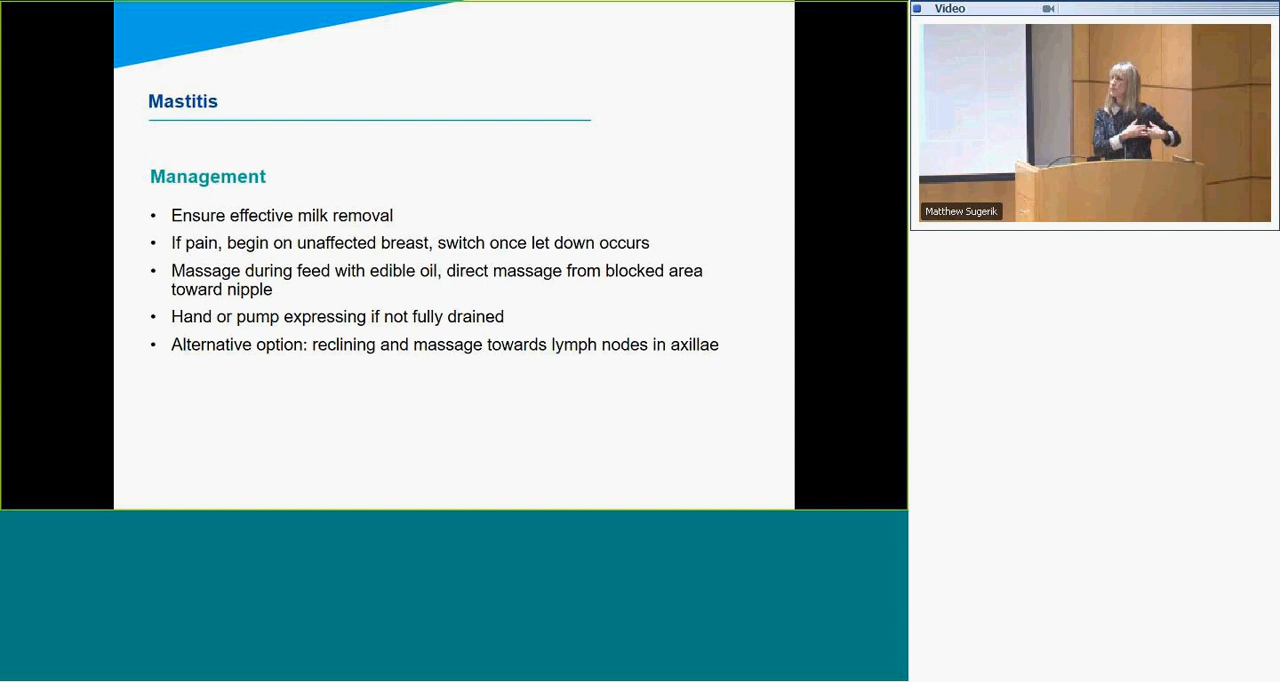 Mastitis
Management
• Ensure effective milk removal
• If pain, begin on unaffected breast, switch once let down occurs
• Massage during feed with edible oil, direct massage from blocked area
toward nipple
• Hand or pump expressing if not fully drained
• Alternative option: reclining and massage towards lymph nodes in axillae
Video
Matthew Sugerik